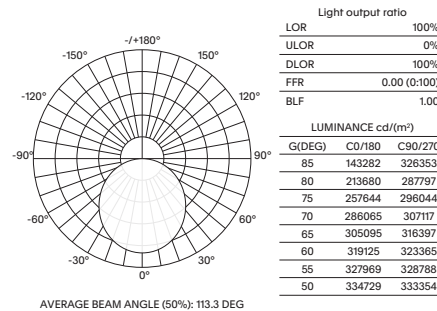 -/+180°
-150° 150°
-120° 120°
-90° 90°
-60° 60°
-30° 30°
0°
AVERAGE BEAM ANGLE (50%): 113.3 DEG
Light output ratio
LOR 100%
ULOR 0%
DLOR 100%
FFR 0.00 (0:100)
BLF 1.00
LUMINANCE cd/(m²)
G(DEG) C0/180 C90/270
85 143282 326353
80 213680 287797
75 257644 296044
70 286065 307117
65 305095 316397
60 319125 323365
55 327969 328788
50 334729 333354